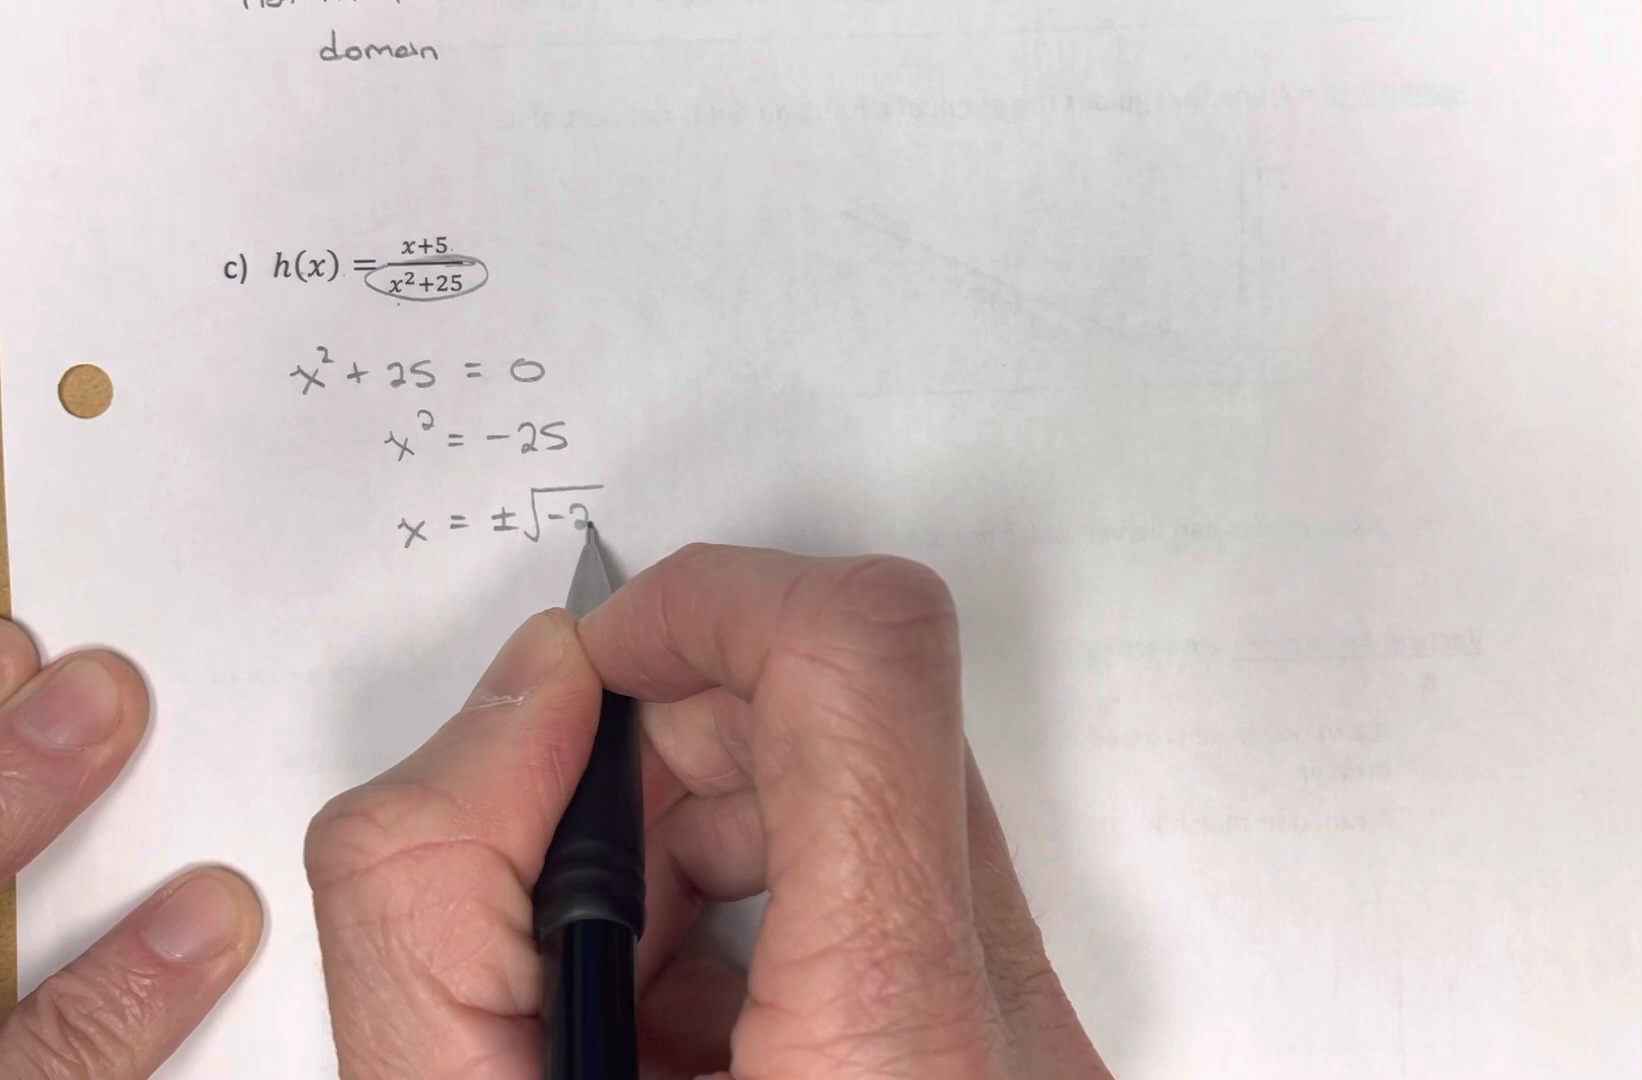 domain
c) h(x) = x+5 / x²+25
x² + 25 = 0
x² = -25
x = ±√-2